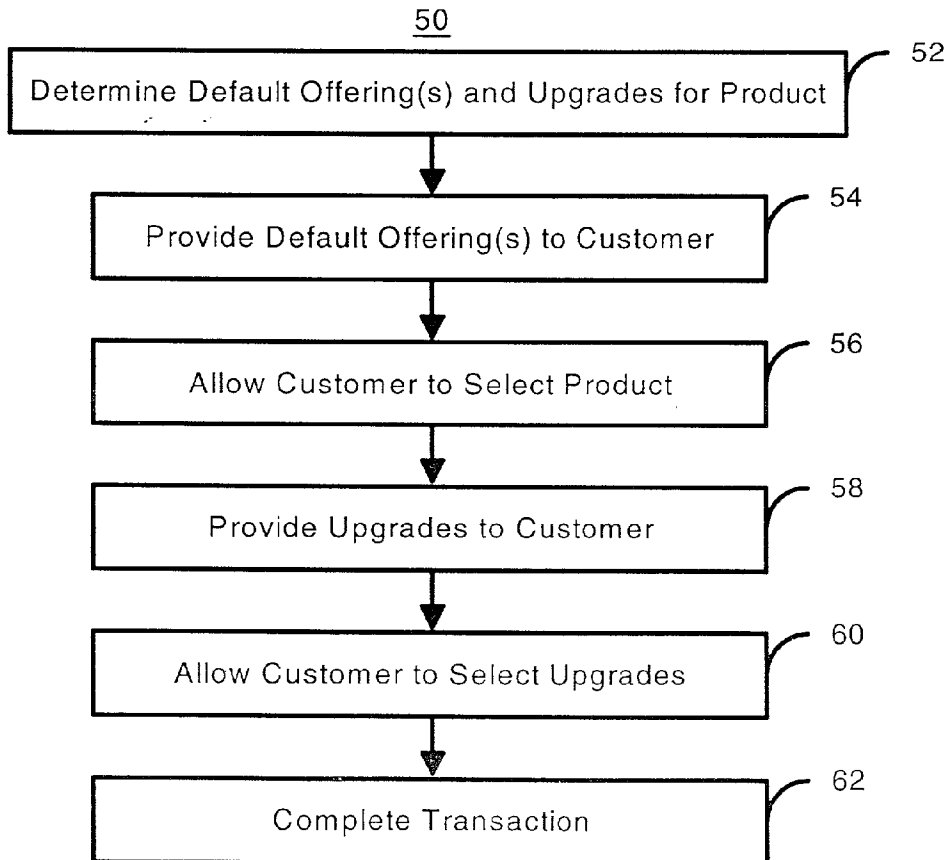 50
52
Determine Default Offering(s) and Upgrades for Product
54
Provide Default Offering(s) to Customer
56
Allow Customer to Select Product
58
Provide Upgrades to Customer
60
Allow Customer to Select Upgrades
62
Complete Transaction